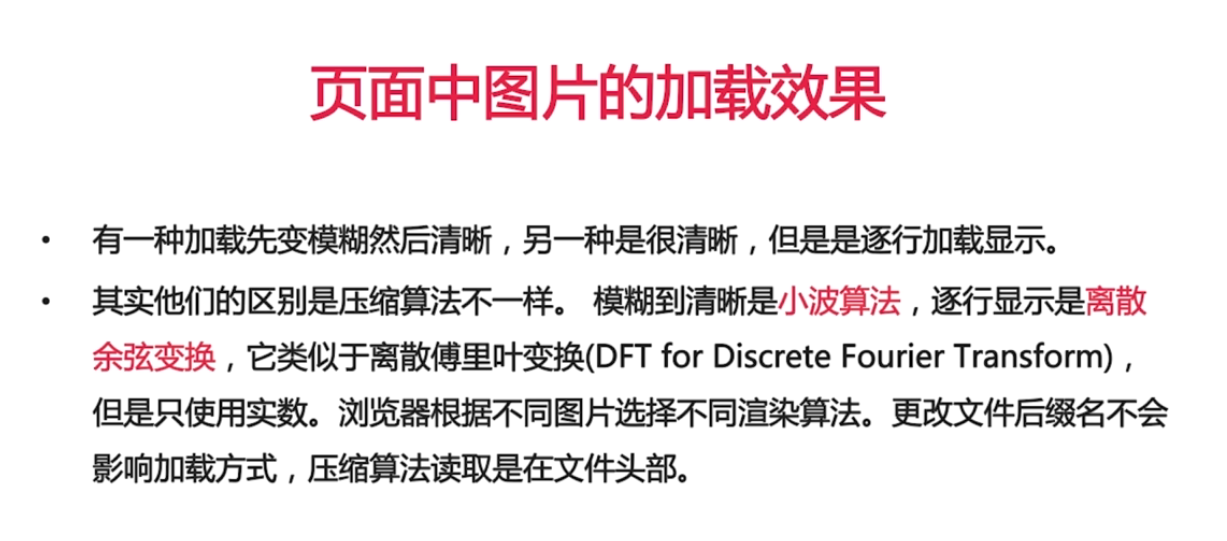 页面中图片的加载效果
• 有一种加载先变模糊然后清晰，另一种是很清晰，但是是逐行加载显示。
• 其实他们的区别是压缩算法不一样。 模糊到清晰是小波算法，逐行显示是离散
余弦变换，它类似于离散傅里叶变换(DFT for Discrete Fourier Transform)，
但是只使用实数。浏览器根据不同图片选择不同渲染算法。更改文件后缀名不会
影响加载方式，压缩算法读取是在文件头部。